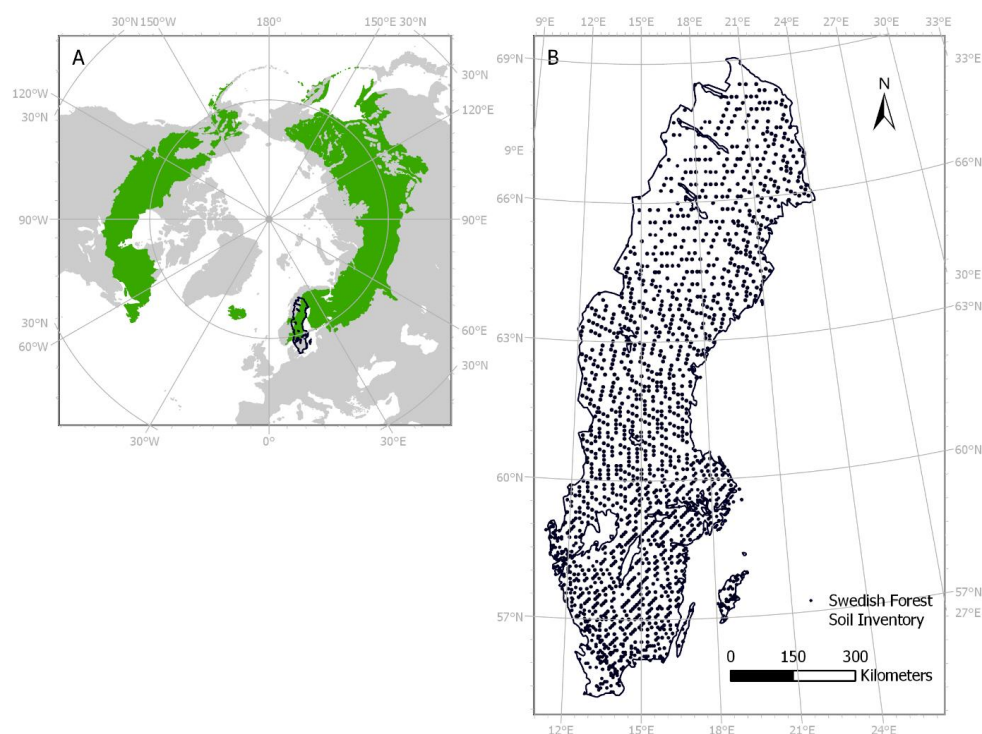 30°N 150°W 180° 150°E 30°N
A
30°N
120°W
120°E
30°N
30°N
90°W
90°E
30°N
60°E
60°W
30°N
30°W 0° 30°E
9°E 12°E 15°E 18°E 21°E 27°E 30°E 33°E
B
69°N
33°E
N
9°E
66°N
66°N
30°E
63°N
63°N
60°N
60°N
57°N
27°E
57°N
Swedish Forest
Soil Inventory
0 150 300
Kilometers
12°E 15°E 18°E 21°E 24°E